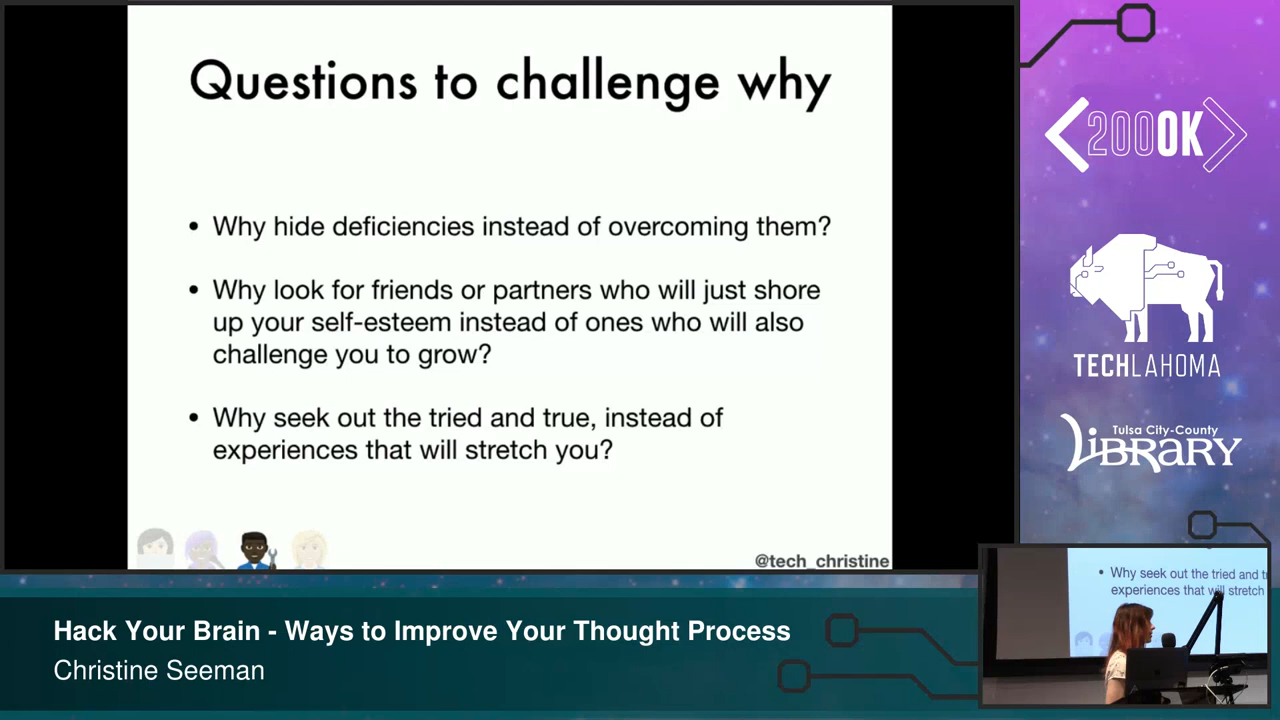 Questions to challenge why
• Why hide deficiencies instead of overcoming them?
• Why look for friends or partners who will just shore
up your self-esteem instead of ones who will also
challenge you to grow?
• Why seek out the tried and true, instead of
experiences that will stretch you?
@tech_christine
<2000K>
TECHLAHOMA
Tulsa City-County
LIBRARY
• Why seek out the tried and t
experiences that will stretch
Hack Your Brain - Ways to Improve Your Thought Process
Christine Seeman